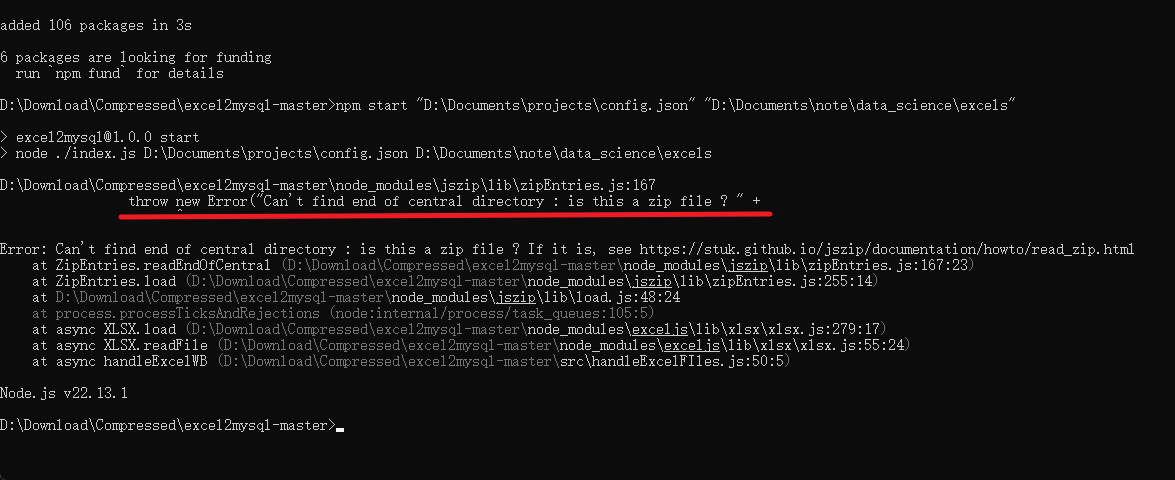 added 106 packages in 3s
6 packages are looking for funding
run `npm fund` for details
D:\Download\Compressed\excel2mysql-master>npm start "D:\Documents\projects\config.json" "D:\Documents\note\data_science\excels"
> excel2mysql@1.0.0 start
> node ./index.js D:\Documents\projects\config.json D:\Documents\note\data_science\excels
D:\Download\Compressed\excel2mysql-master\node_modules\jszip\lib\zipEntries.js:167
throw new Error("Can't find end of central directory : is this a zip file ? " +
^
Error: Can't find end of central directory : is this a zip file ? If it is, see https://stuk.github.io/jszip/documentation/howto/read_zip.html
at ZipEntries.readEndOfCentral (D:\Download\Compressed\excel2mysql-master\node_modules\jszip\lib\zipEntries.js:167:23)
at ZipEntries.load (D:\Download\Compressed\excel2mysql-master\node_modules\jszip\lib\zipEntries.js:255:14)
at D:\Download\Compressed\excel2mysql-master\node_modules\jszip\lib\load.js:48:24
at process.processTicksAndRejections (node:internal/process/task_queues:105:5)
at async XLSX.load (D:\Download\Compressed\excel2mysql-master\node_modules\exceljs\lib\xlsx\xlsx.js:279:17)
at async XLSX.readFile (D:\Download\Compressed\excel2mysql-master\node_modules\exceljs\lib\xlsx\xlsx.js:55:24)
at async handleExcelWB (D:\Download\Compressed\excel2mysql-master\src\handleExcelFIles.js:50:5)
Node.js v22.13.1
D:\Download\Compressed\excel2mysql-master>